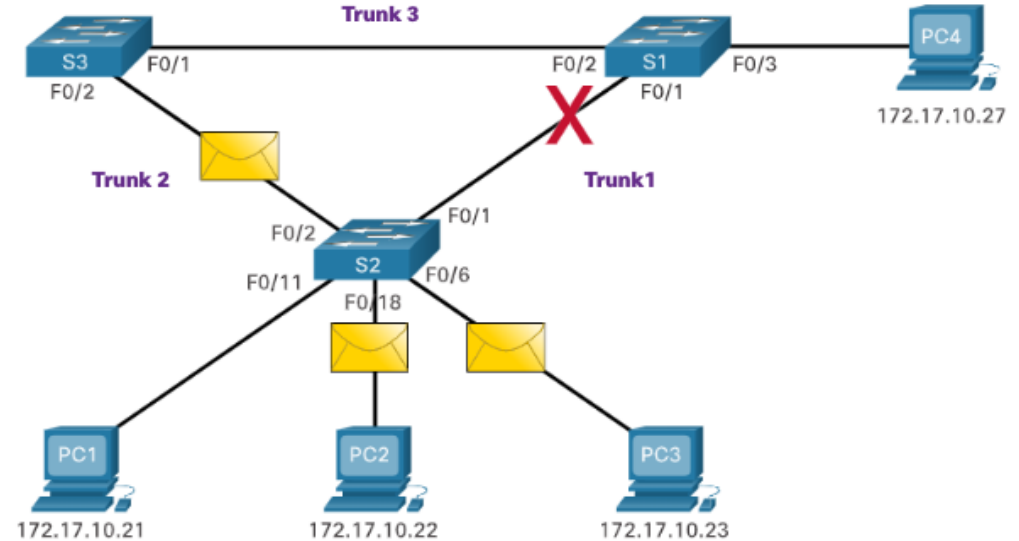 Trunk 3
S3
F0/1
F0/2
S1
F0/3
PC4
F0/2
F0/1
172.17.10.27
Trunk 2
Trunk1
F0/2
F0/1
S2
F0/11
F0/6
F0/18
PC1
PC2
PC3
172.17.10.21
172.17.10.22
172.17.10.23